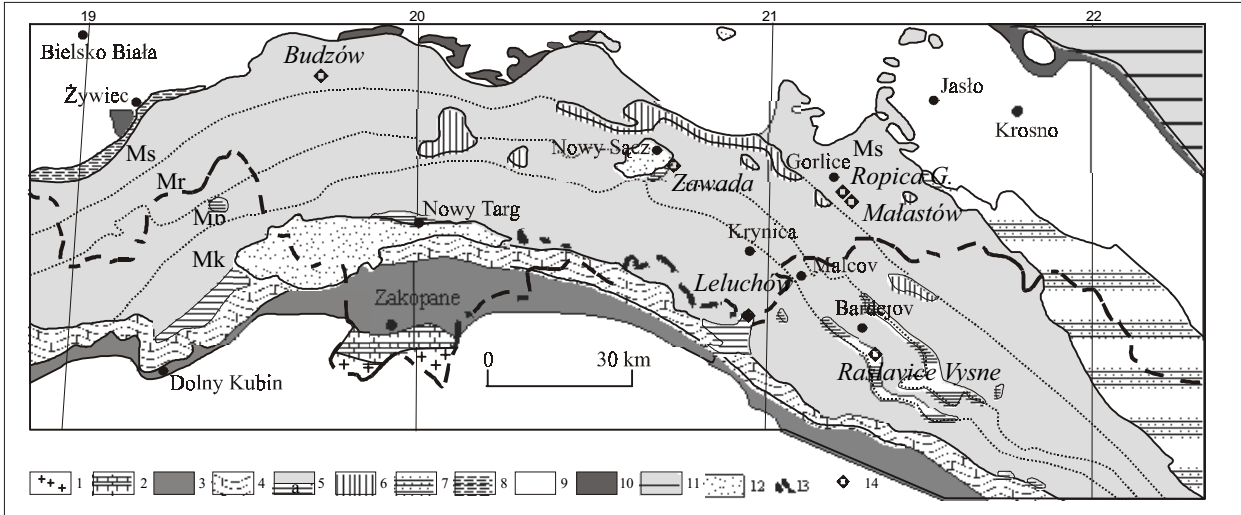 19 20 21 22
Bielsko Biała
Budzów
Żywiec
Jasło
Krosno
Ms
Nowy Sącz
Ms
Gorlice
Zawada
Ropica G.
Mr
Małastów
Mb
Nowy Targ
Krynica
Mk
Malcov
Leluchów
Zakopane
Bardejov
0 30 km
Raslavice Vysne
Dolny Kubin
1 2 3 4 a 5 6 7 8 9 10 11 12 13 14